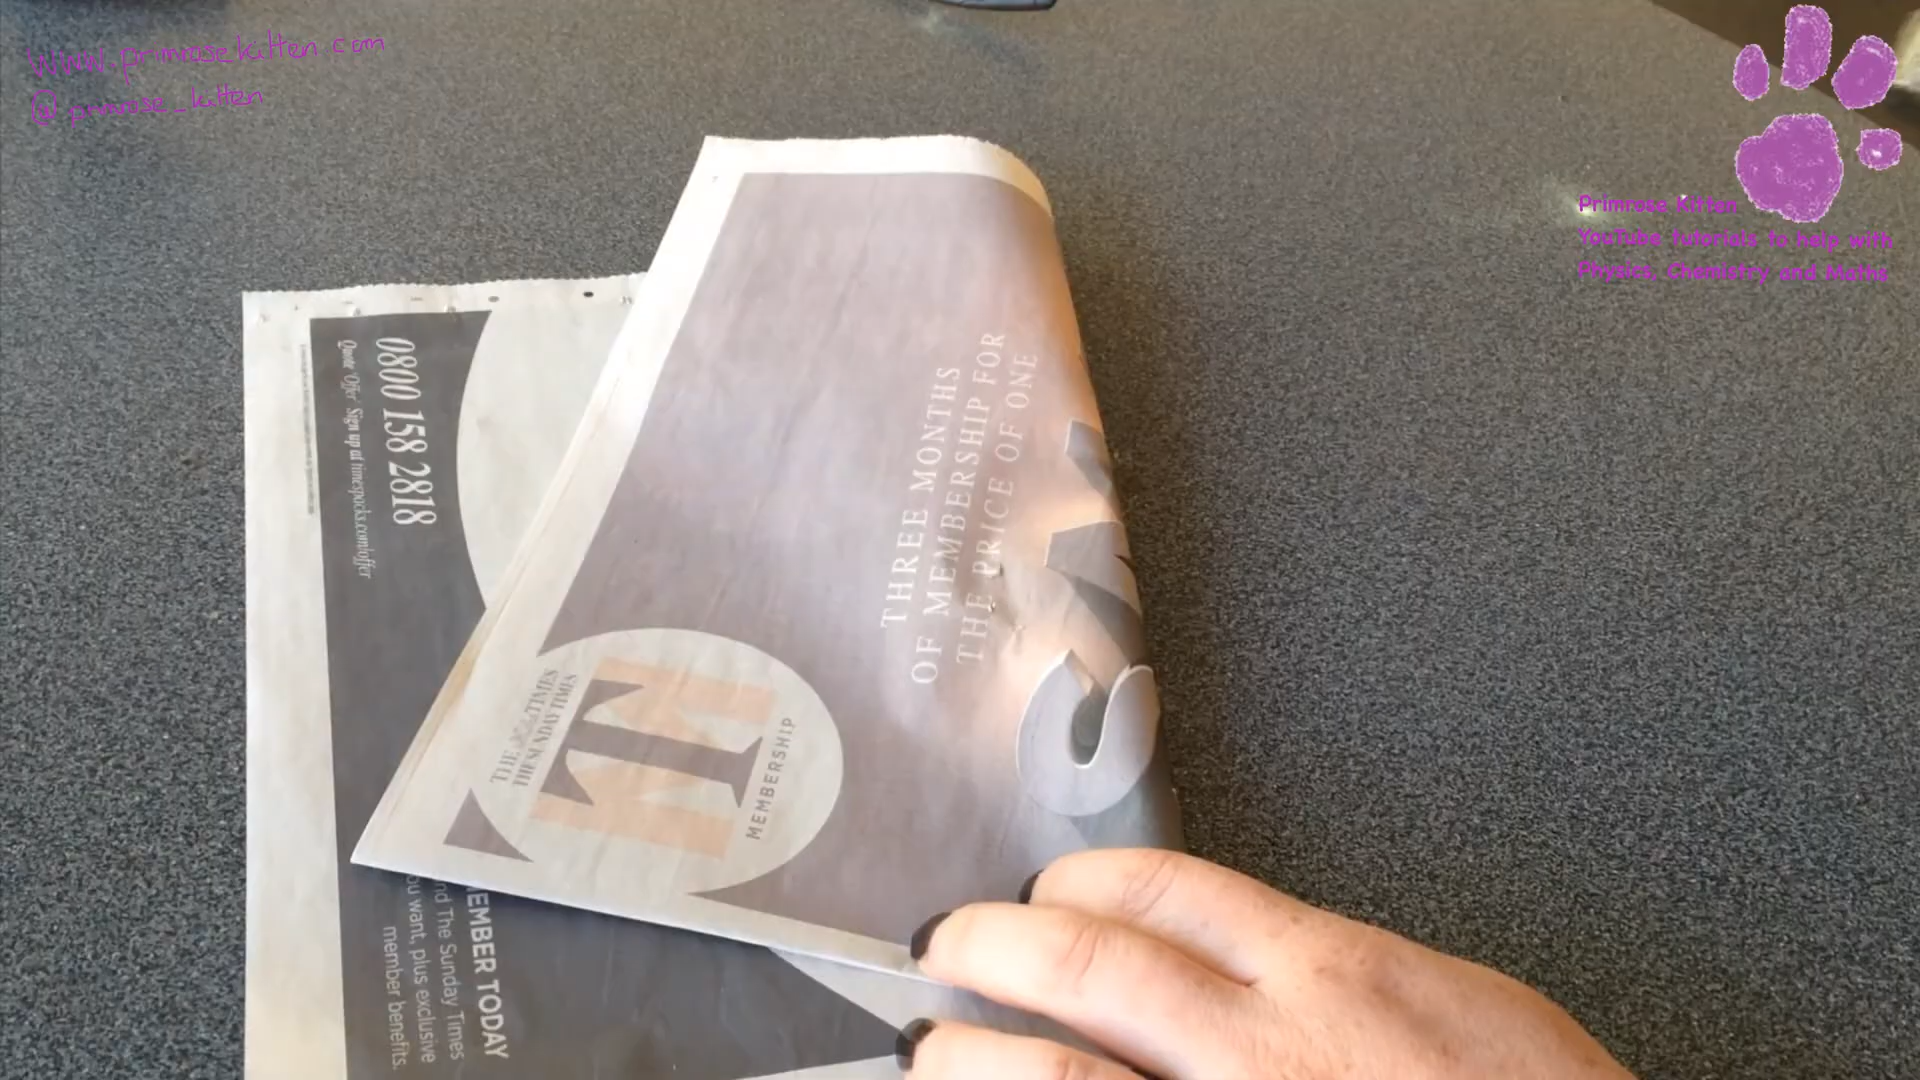 www.primrosekitten.com
@primrose_kitten
Primrose Kitten
YouTube tutorials to help with
Physics, Chemistry and Maths
0800 158 2818
Quote 'Offer' Sign up at timespacks.com/offer
THREE MONTHS
OF MEMBERSHIP FOR
THE PRICE OF ONE
THE TIMES
THE SUNDAY TIMES
T
MEMBERSHIP
EMBER TODAY
nd The Sunday Times
ou want, plus exclusive
member benefits.